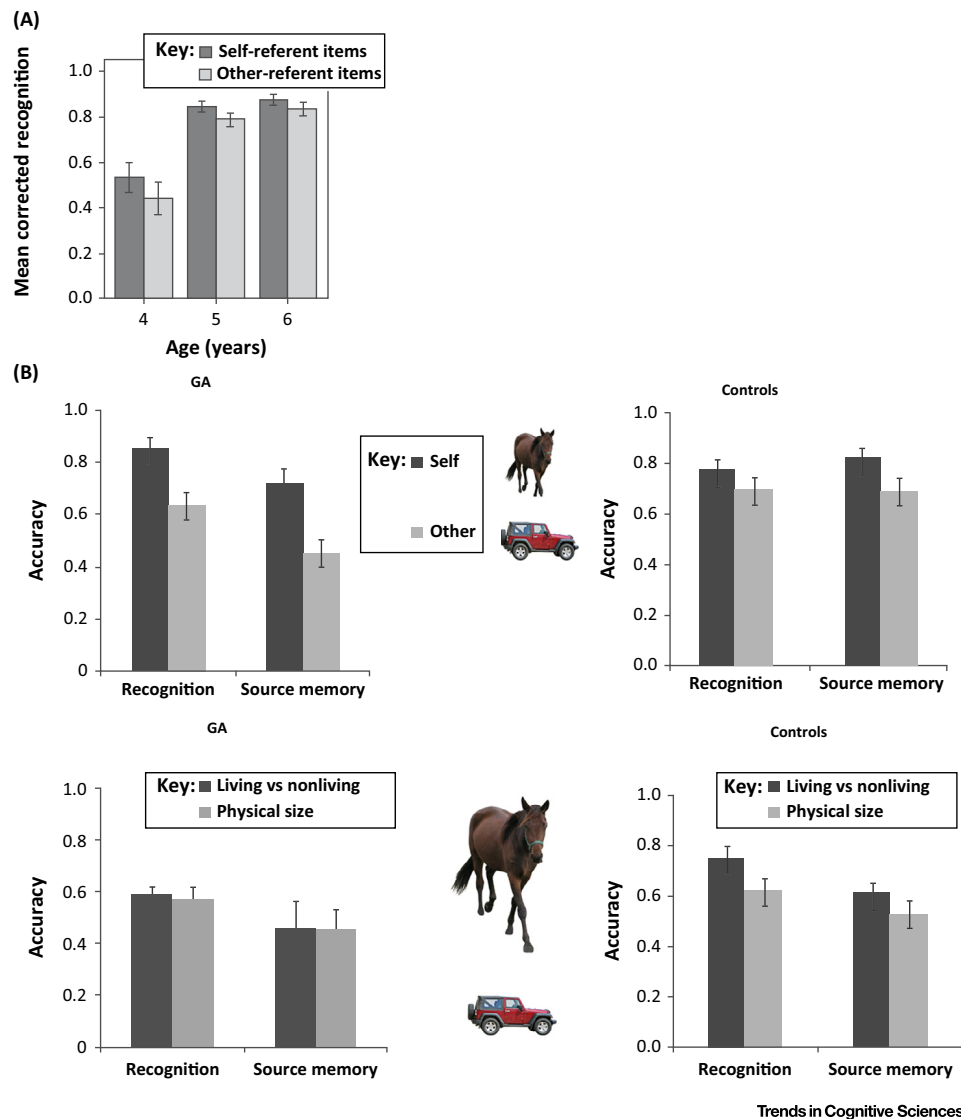 (A)
Key: Self-referent items
Other-referent items
Mean corrected recognition
1.0
0.8
0.6
0.4
0.2
0.0
4 5 6
Age (years)
(B)
GA
Accuracy
1.0
0.8
0.6
0.4
0.2
0
Recognition Source memory
Key: Self
Other
Controls
Accuracy
1.0
0.8
0.6
0.4
0.2
0.0
Recognition Source memory
GA
Key: Living vs nonliving
Physical size
Accuracy
1.0
0.8
0.6
0.4
0.2
0
Recognition Source memory
Controls
Key: Living vs nonliving
Physical size
Accuracy
1.0
0.8
0.6
0.4
0.2
0.0
Recognition Source memory
Trends in Cognitive Sciences